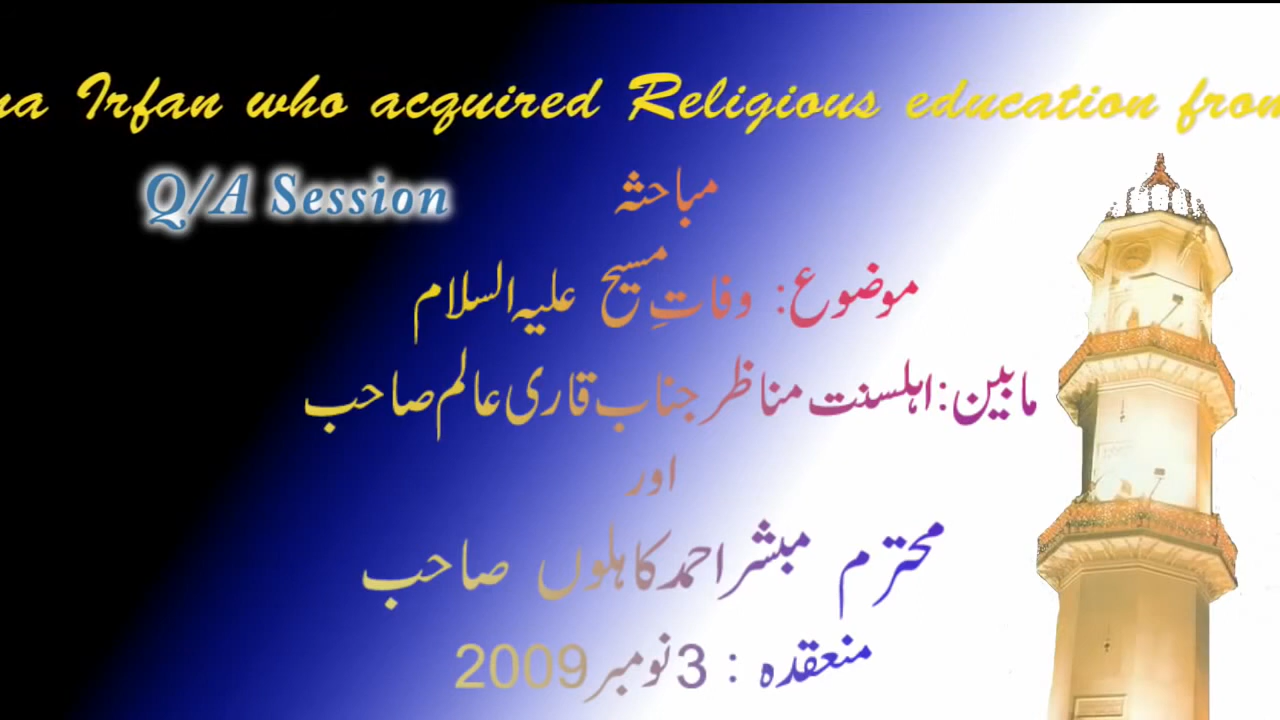 na Irfan who acquired Religious education from
Q/A Session
مباحثہ
موضوع: وفاتِ مسیح علیہ السلام
مابین: اہلسنت مناظر جناب قاری عالم صاحب
اور
محترم مبشر احمد کاہلوں صاحب
منعقدہ : 3 نومبر 2009